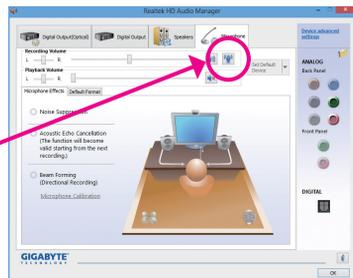 Realtek HD Audio Manager
Device advanced
settings
Digital Output(Optical)
Digital Output
Speakers
Microphone
Recording Volume
L
R
Set Default
Device
Playback Volume
L
R
ANALOG
Back Panel
Microphone Effects
Default Format
Noise Suppression
Acoustic Echo Cancellation
(The function will become
valid starting from the next
recording.)
Front Panel
Beam Forming
(Directional Recording)
Microphone Calibration
DIGITAL
GIGABYTE
TECHNOLOGY
OK